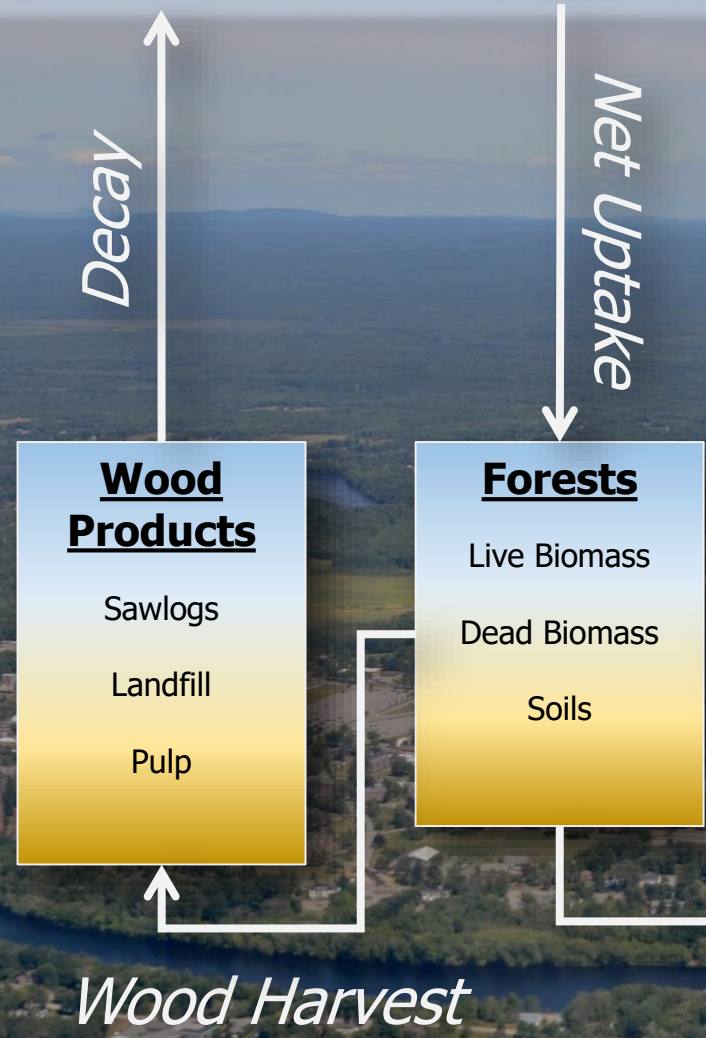 Decay
Net Uptake
Wood
Products
Sawlogs
Landfill
Pulp
Forests
Live Biomass
Dead Biomass
Soils
Wood Harvest